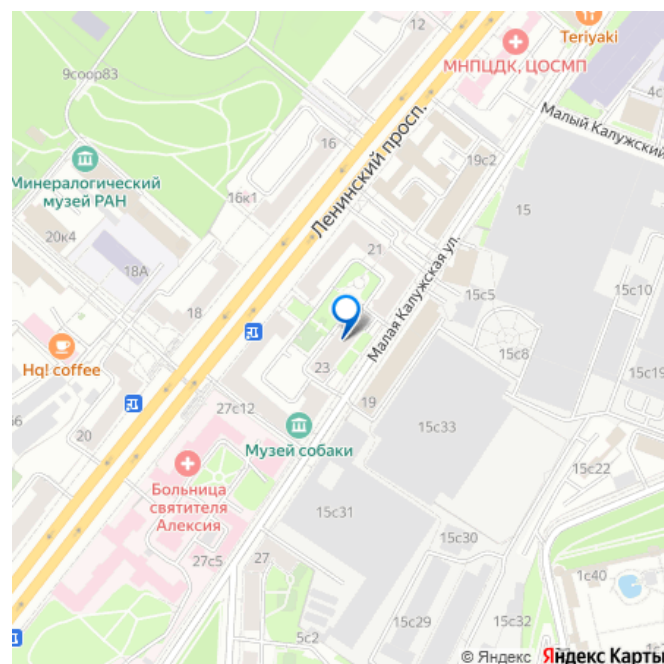 12
Teriyaki
МНПЦДК, ЦОСМП
9соор83
4с1
Малый Калужский
16
Ленинский просп.
19с2
Минералогический
музей РАН
16к1
15
20к4
21
18А
Малая Калужская ул.
15с5
15с10
18
15с8
Hq! coffee
23
15с19
27с12
19
20
Музей собаки
15с33
15с22
Больница
святителя
Алексия
15с31
27с5
27
15с30
1с40
15с29
15с32
5с2
© Яндекс Яндекс Карты